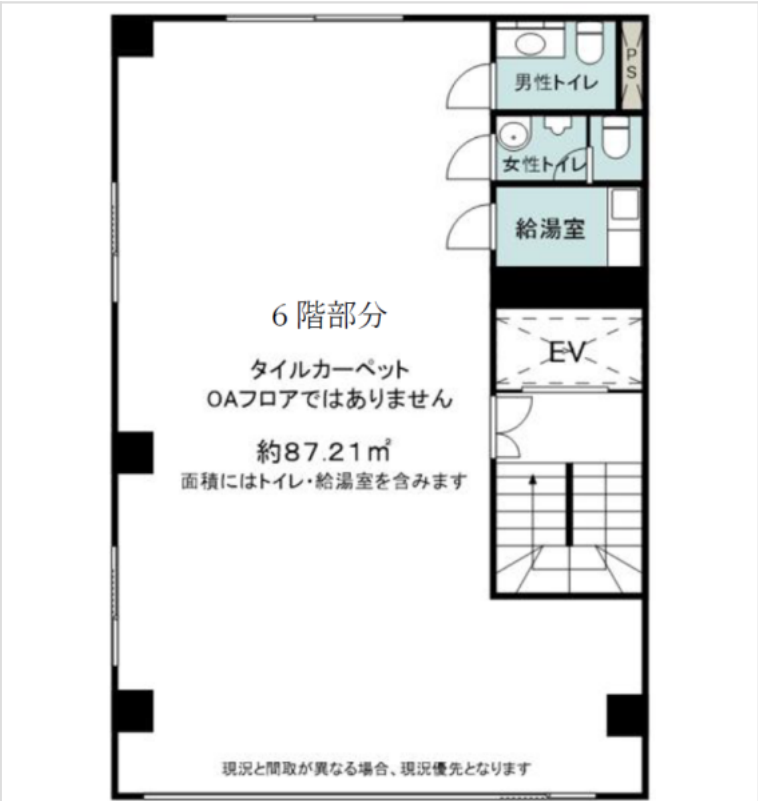 男性トイレ
PS
女性トイレ
給湯室
6階部分
EV
タイルカーペット
OAフロアではありません
約87.21㎡
面積にはトイレ・給湯室を含みます
現況と間取が異なる場合、現況優先となります